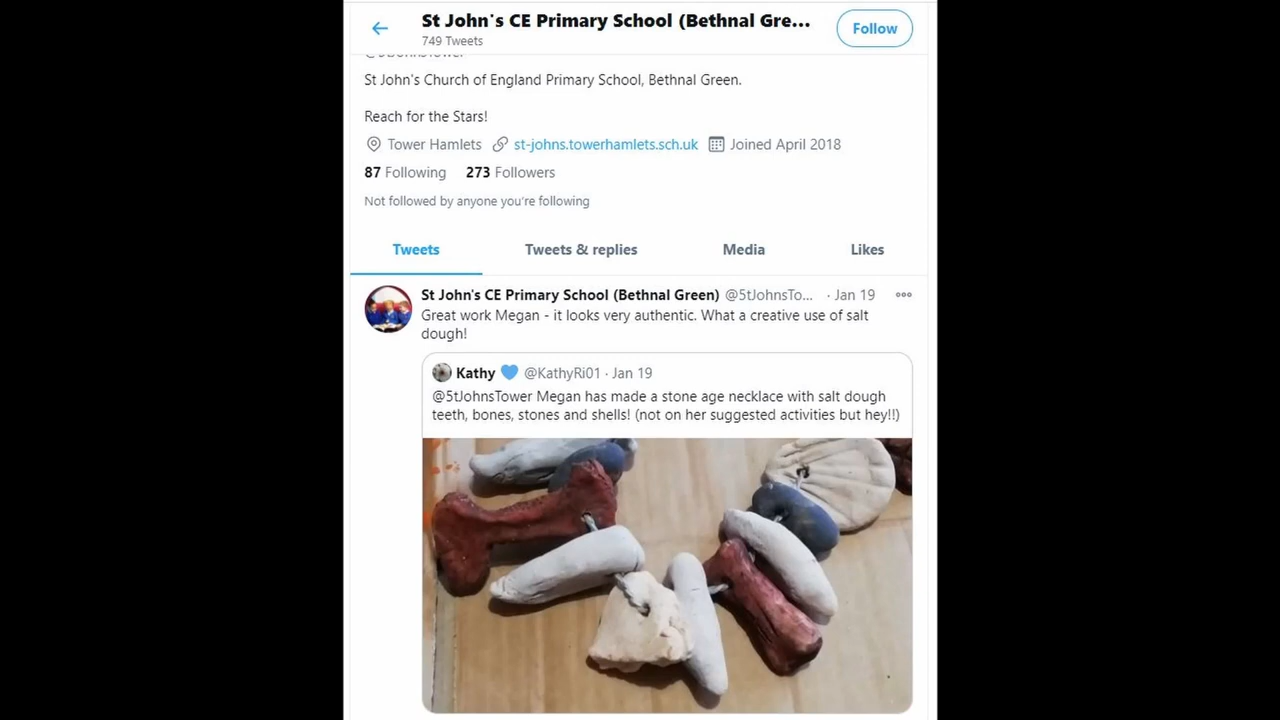 St John's CE Primary School (Bethnal Gre...
749 Tweets
Follow
St John's Church of England Primary School, Bethnal Green.
Reach for the Stars!
Tower Hamlets st-johns.towerhamlets.sch.uk Joined April 2018
87 Following 273 Followers
Not followed by anyone you're following
Tweets Tweets & replies Media Likes
St John's CE Primary School (Bethnal Green) @5tJohnsTo... · Jan 19
Great work Megan - it looks very authentic. What a creative use of salt
dough!
Kathy 💙 @KathyRi01 · Jan 19
@5tJohnsTower Megan has made a stone age necklace with salt dough
teeth, bones, stones and shells! (not on her suggested activities but hey!!)